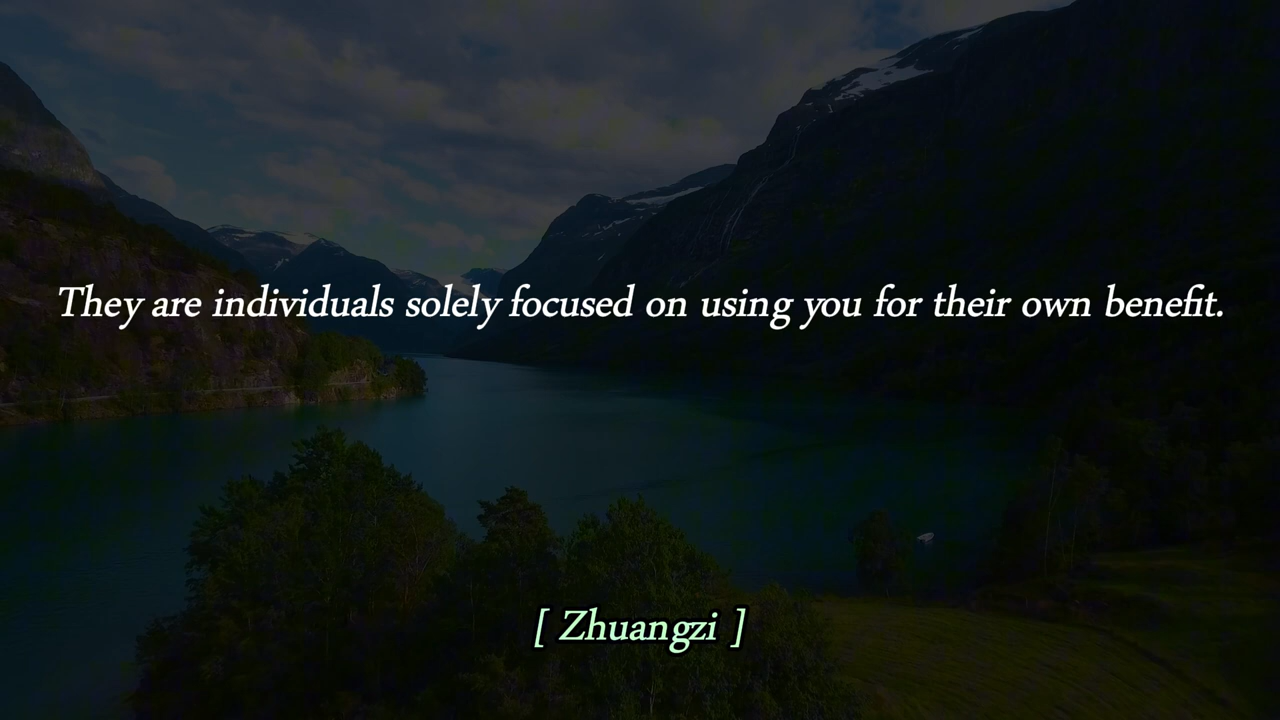 They are individuals solely focused on using you for their own benefit.
[ Zhuangzi ]